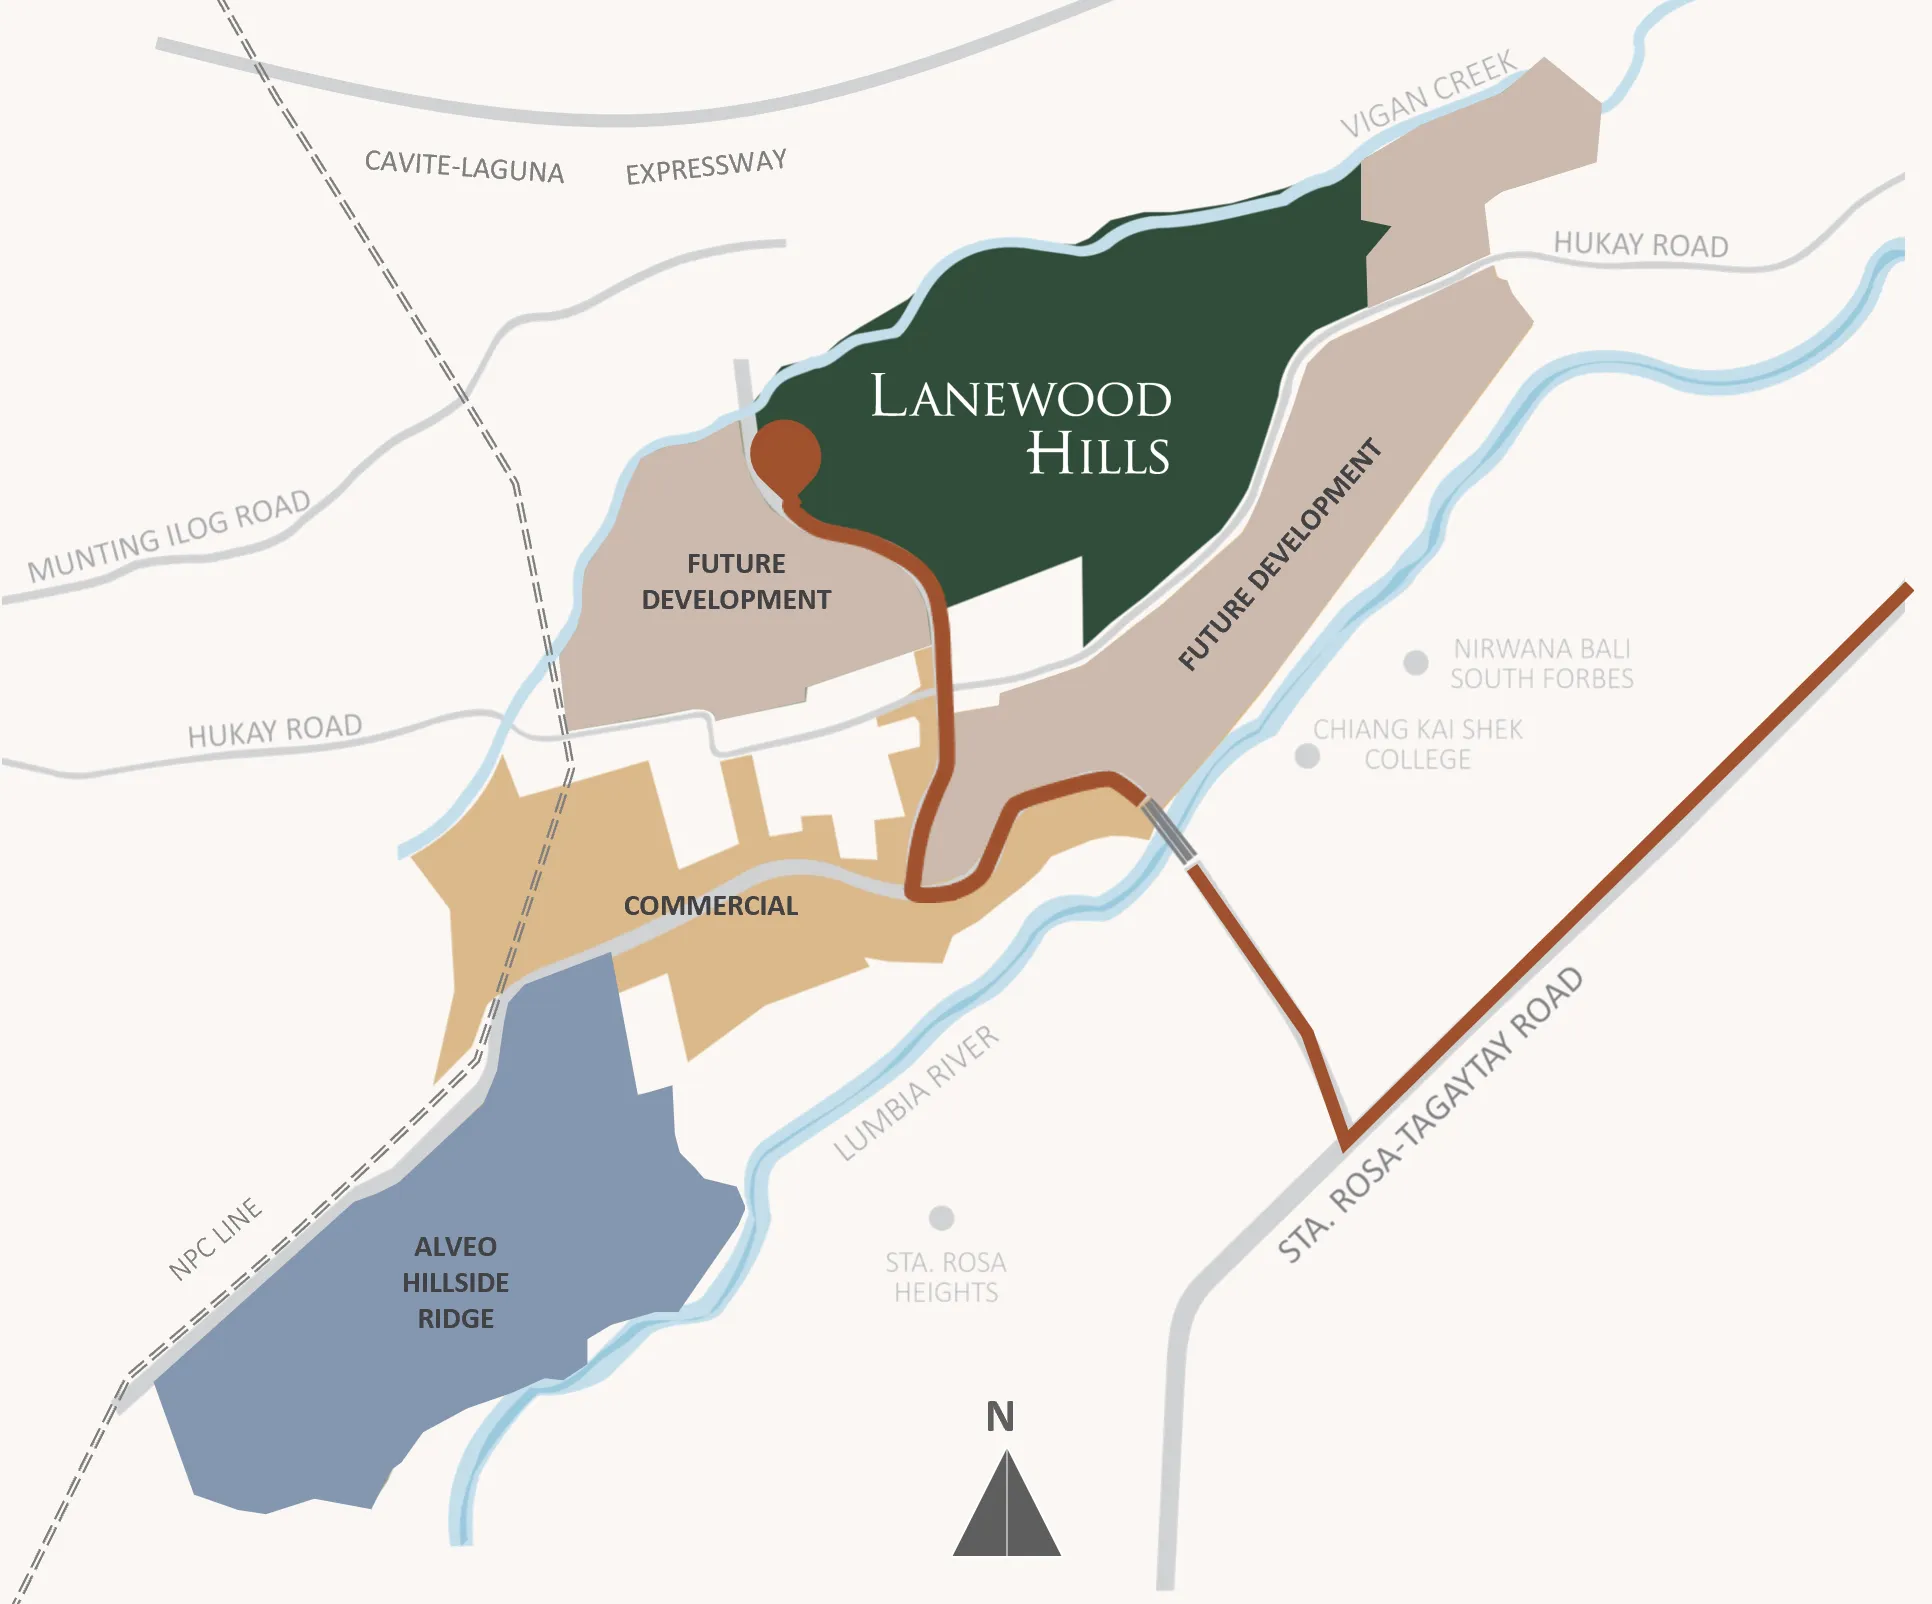 VIGAN CREEK
CAVITE-LAGUNA EXPRESSWAY
HUKAY ROAD
LANEWOOD
HILLS
MUNTING ILOG ROAD
FUTURE
DEVELOPMENT
FUTURE DEVELOPMENT
NIRWANA BALI
SOUTH FORBES
HUKAY ROAD
CHIANG KAI SHEK
COLLEGE
COMMERCIAL
LUMBIA RIVER
STA. ROSA-TAGAYTAY ROAD
NPC LINE
ALVEO
HILLSIDE
RIDGE
STA. ROSA
HEIGHTS
N